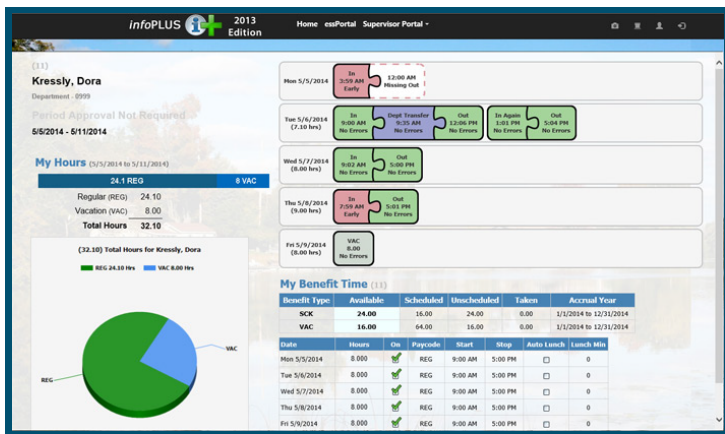 infoPLUS 2013 Edition
Home essPortal Supervisor Portal
(11)
Kressly, Dora
Department - 0999
Period Approval Not Required
5/5/2014 - 5/11/2014
My Hours (5/5/2014 to 5/11/2014)
24.1 REG 8 VAC
Regular (REG) 24.10
Vacation (VAC) 8.00
Total Hours 32.10
(32.10) Total Hours for Kressly, Dora
REG 24.10 Hrs VAC 8.00 Hrs
VAC
REG
Mon 5/5/2014
In
3:59 AM
Early
12:00 AM
Missing Out
Tue 5/6/2014
(7.10 hrs)
In
9:00 AM
No Errors
Dept Transfer
9:35 AM
No Errors
Out
12:06 PM
No Errors
In Again
1:01 PM
No Errors
Out
5:04 PM
No Errors
Wed 5/7/2014
(8.00 hrs)
In
9:02 AM
No Errors
Out
5:00 PM
No Errors
Thu 5/8/2014
(9.00 hrs)
In
7:59 AM
Early
Out
5:01 PM
No Errors
Fri 5/9/2014
(8.00 hrs)
VAC
8.00
No Errors
My Benefit Time (11)
Benefit Type Available Scheduled Unscheduled Taken Accrual Year
SCK 24.00 16.00 24.00 0.00 1/1/2014 to 12/31/2014
VAC 16.00 64.00 16.00 0.00 1/1/2014 to 12/31/2014
Date Hours On Paycode Start Stop Auto Lunch Lunch Min
Mon 5/5/2014 8.000 REG 9:00 AM 5:00 PM 0
Tue 5/6/2014 8.000 REG 9:00 AM 5:00 PM 0
Wed 5/7/2014 8.000 REG 9:00 AM 5:00 PM 0
Thu 5/8/2014 8.000 REG 9:00 AM 5:00 PM 0
Fri 5/9/2014 8.000 REG 9:00 AM 5:00 PM 0